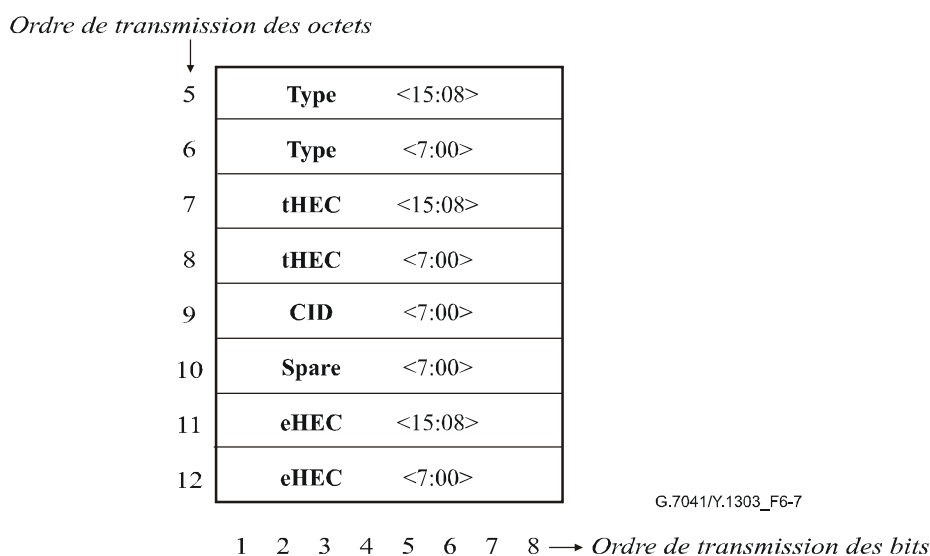 Ordre de transmission des octets
5 Type <15:08>
6 Type <7:00>
7 tHEC <15:08>
8 tHEC <7:00>
9 CID <7:00>
10 Spare <7:00>
11 eHEC <15:08>
12 eHEC <7:00>
G.7041/Y.1303_F6-7
1 2 3 4 5 6 7 8 → Ordre de transmission des bits